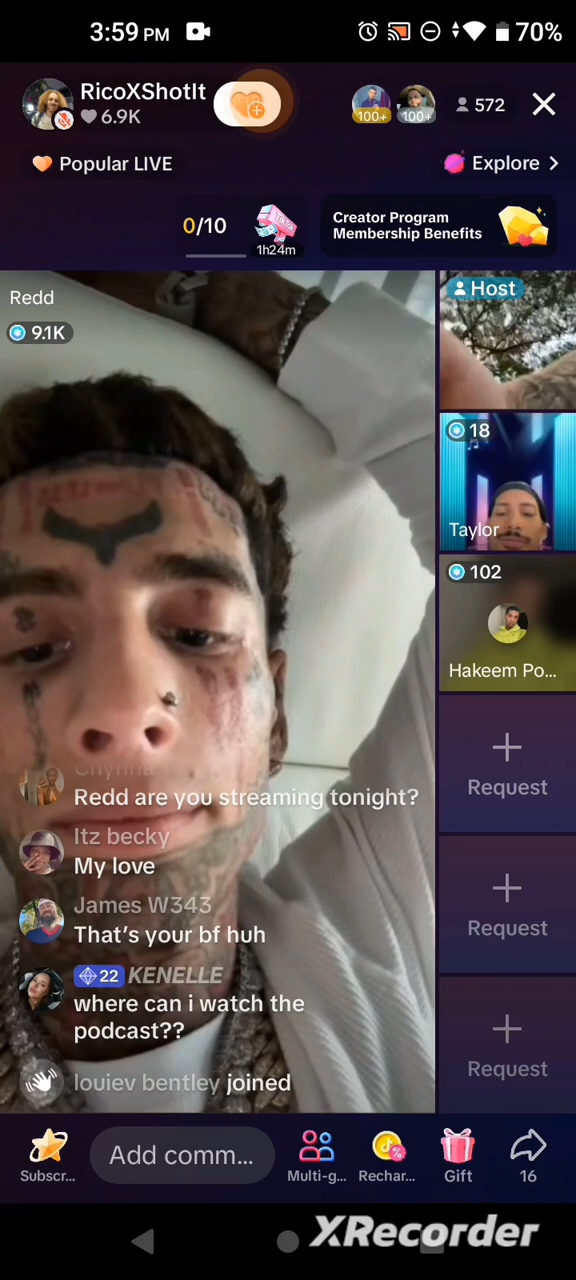 3:59 PM
70%
RicoXShotIt
6.9K
100+
100+
572
Popular LIVE
Explore
0/10
1h24m
Creator Program
Membership Benefits
Redd
9.1K
Host
18
Taylor
102
Hakeem Po...
Request
Request
Request
Chynna
Redd are you streaming tonight?
Itz becky
My love
James W343
That's your bf huh
22 KENELLE
where can i watch the
podcast??
louiev bentley joined
Subscr...
Add comm...
Multi-g...
Rechar...
Gift
16
XRecorder